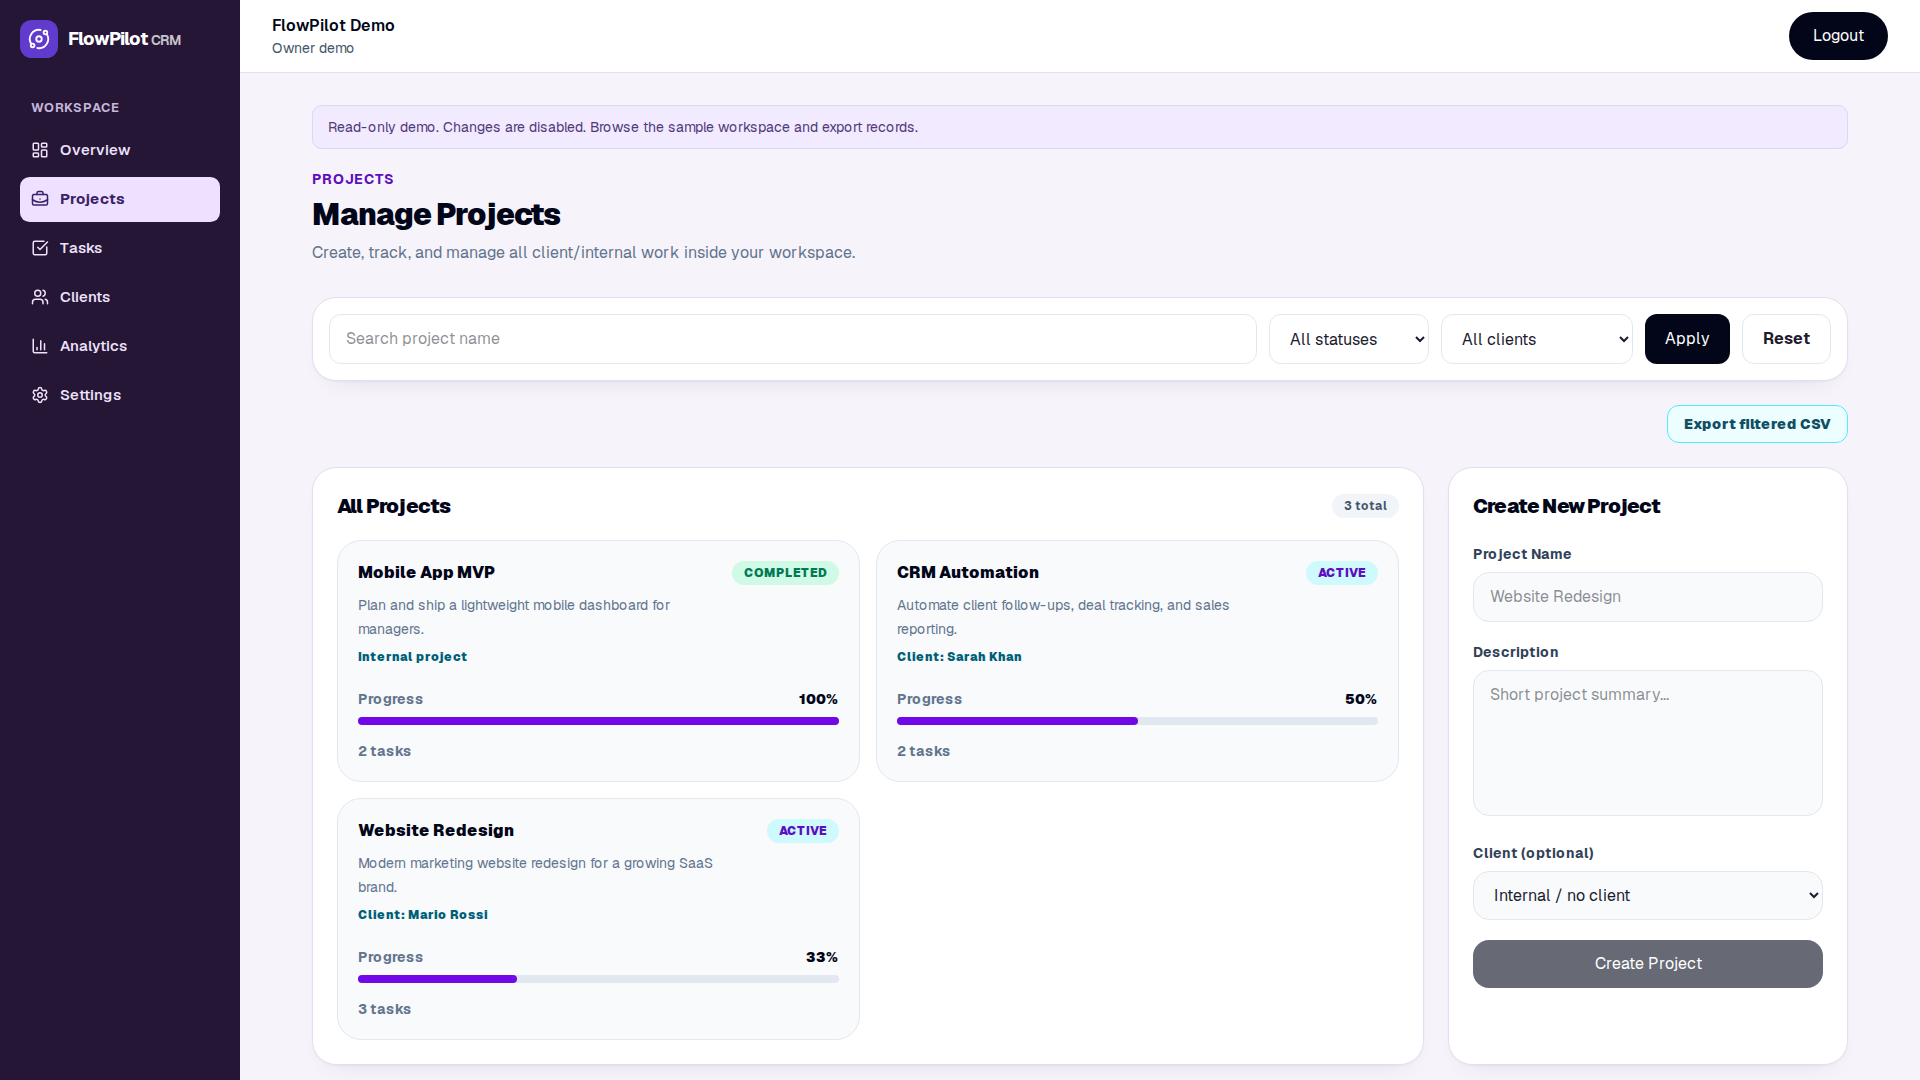 FlowPilot CRM
WORKSPACE
Overview
Projects
Tasks
Clients
Analytics
Settings
FlowPilot Demo
Owner demo
Logout
Read-only demo. Changes are disabled. Browse the sample workspace and export records.
PROJECTS
Manage Projects
Create, track, and manage all client/internal work inside your workspace.
Search project name
All statuses
All clients
Apply
Reset
Export filtered CSV
All Projects
3 total
Mobile App MVP
COMPLETED
Plan and ship a lightweight mobile dashboard for
managers.
Internal project
Progress
100%
2 tasks
CRM Automation
ACTIVE
Automate client follow-ups, deal tracking, and sales
reporting.
Client: Sarah Khan
Progress
50%
2 tasks
Website Redesign
ACTIVE
Modern marketing website redesign for a growing SaaS
brand.
Client: Mario Rossi
Progress
33%
3 tasks
Create New Project
Project Name
Website Redesign
Description
Short project summary...
Client (optional)
Internal / no client
Create Project